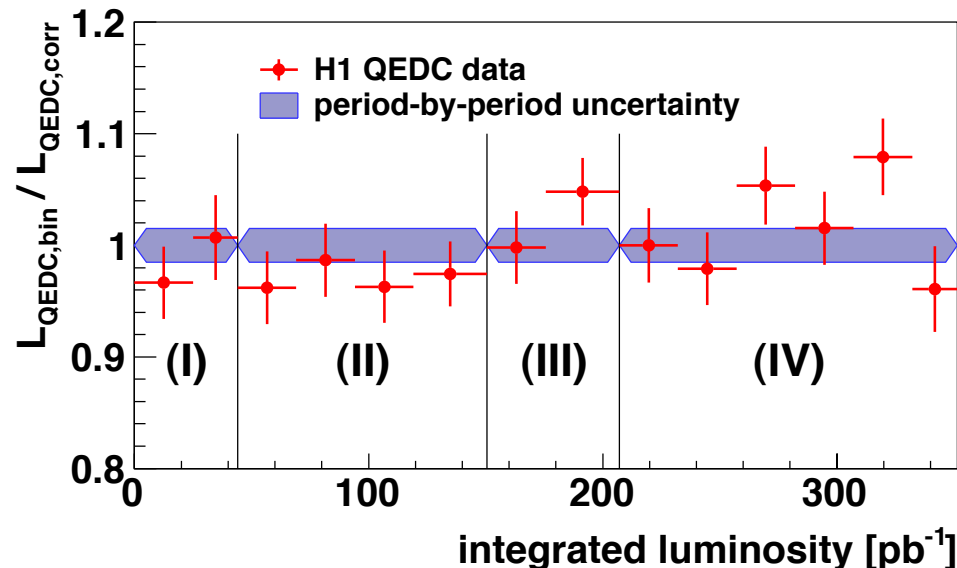 L_QEDC,bin / L_QEDC,corr
1.2
1.1
1
0.9
0.8
H1 QEDC data
period-by-period uncertainty
(I) (II) (III) (IV)
0 100 200 300
integrated luminosity [pb⁻¹]